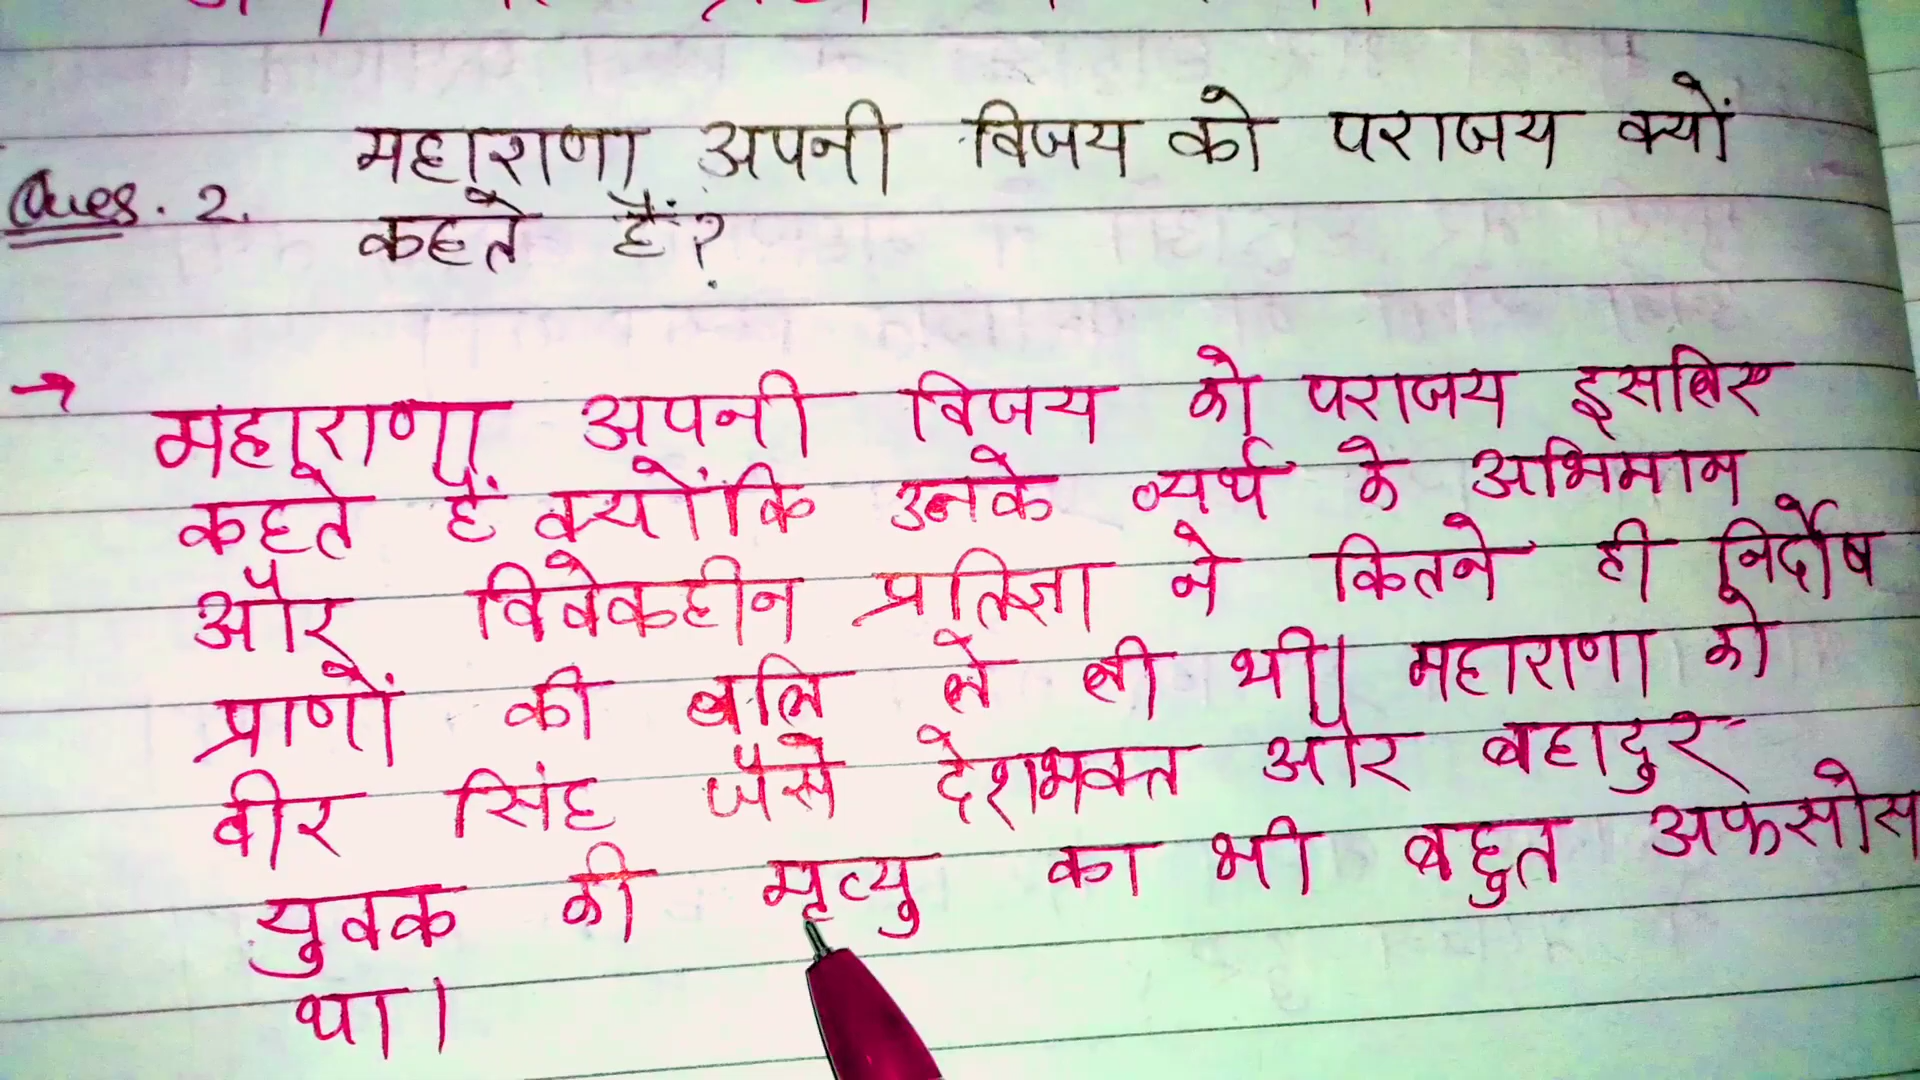 महाराणा अपनी विजय को पराजय क्यों
Ques. 2.
कहते हैं?
→ महाराणा अपनी विजय को पराजय इसलिए
कहते हैं क्योंकि उनके व्यर्थ के अभिमान
और विवेकहीन प्रतिज्ञा ने कितने ही निर्दोष
प्राणों की बलि ले ली थी। महाराणा को
वीर सिंह जैसे देशभक्त और बहादुर
युवक की मृत्यु का भी बहुत अफसोस
था।